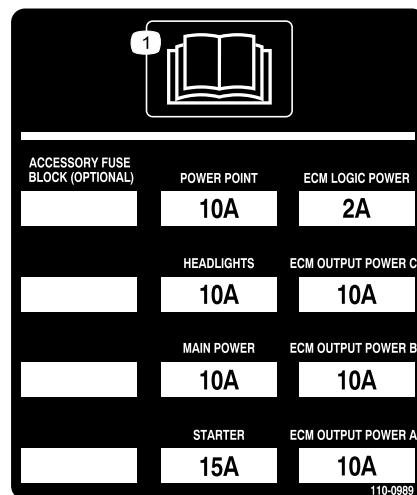 1
ACCESSORY FUSE
BLOCK (OPTIONAL)
POWER POINT
ECM LOGIC POWER
10A
2A
HEADLIGHTS
ECM OUTPUT POWER C
10A
10A
MAIN POWER
ECM OUTPUT POWER B
10A
10A
STARTER
ECM OUTPUT POWER A
15A
10A
110-0989